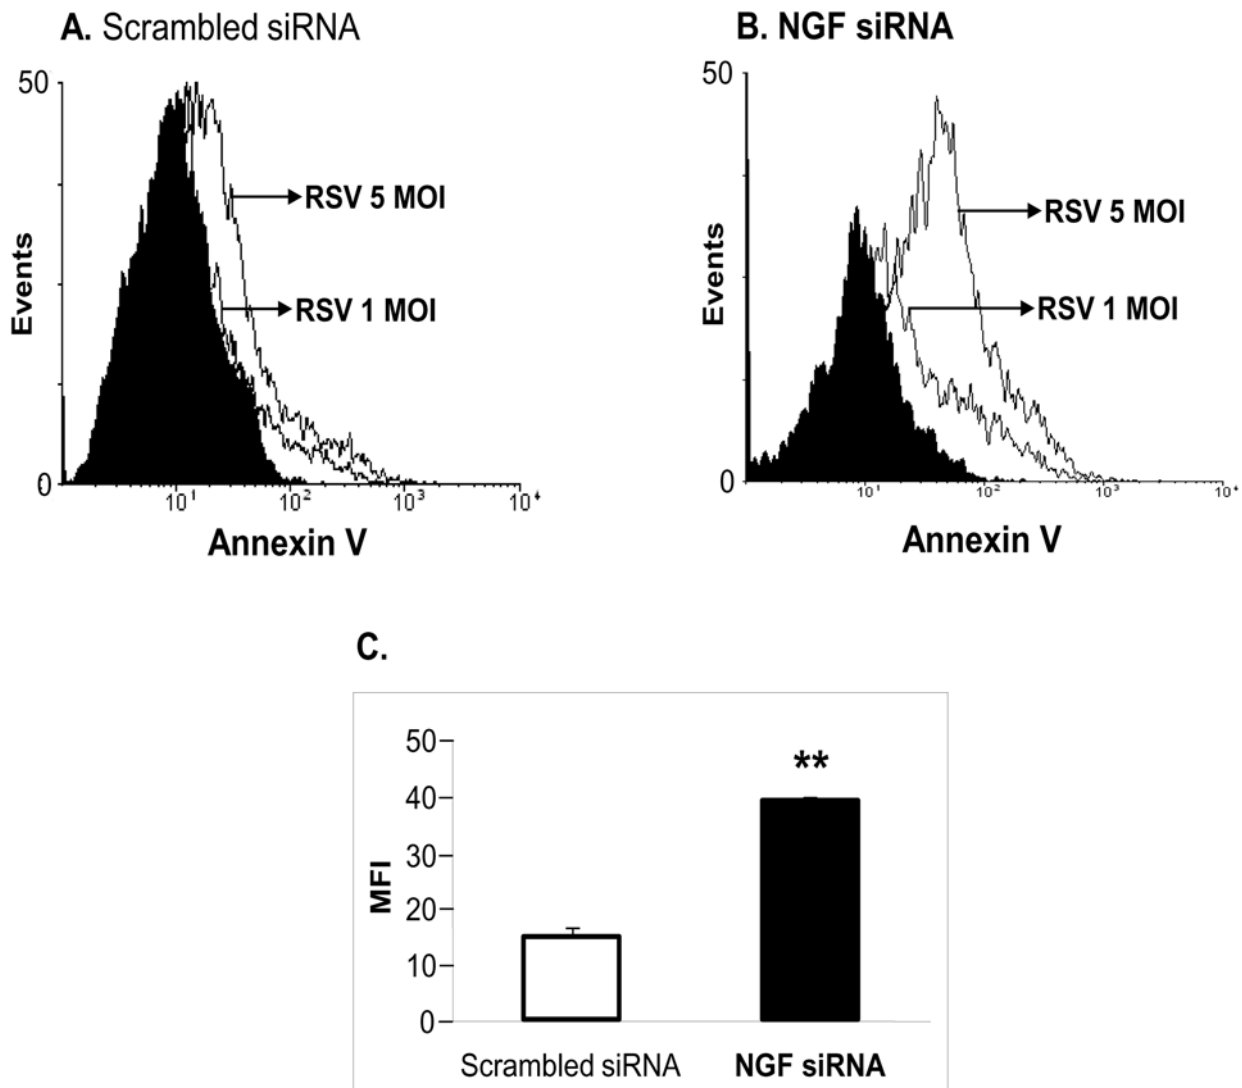 A. Scrambled siRNA
50
RSV 5 MOI
RSV 1 MOI
Events
0
10¹ 10² 10³ 10⁴
Annexin V
B. NGF siRNA
50
RSV 5 MOI
RSV 1 MOI
Events
0
10¹ 10² 10³ 10⁴
Annexin V
C.
50
**
40
30
MFI
20
10
0
Scrambled siRNA NGF siRNA